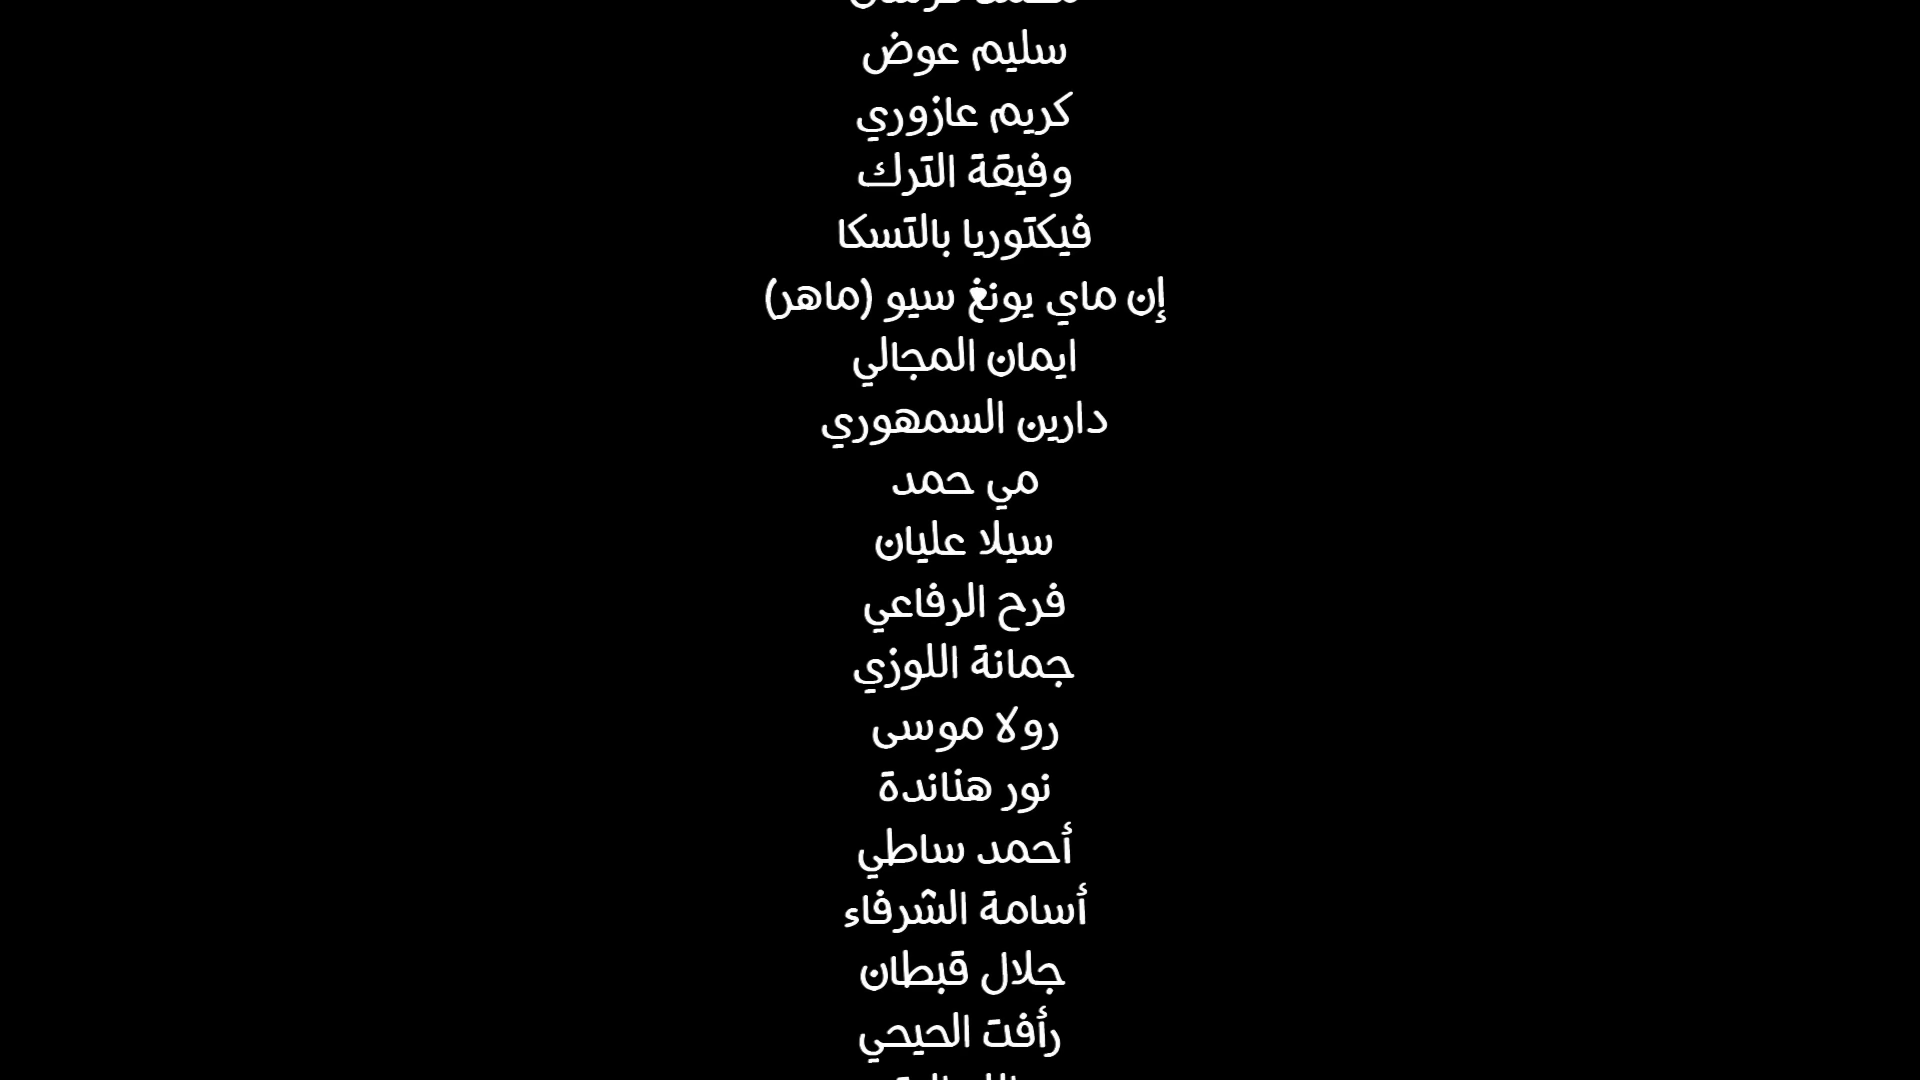 سليم عوض
كريم عازوري
وفيقة الترك
فيكتوريا بالتسكا
إن ماي يونغ سيو (ماهر)
ايمان المجالي
دارين السمهوري
مي حمد
سيلا عليان
فرح الرفاعي
جمانة اللوزي
رولا موسى
نور هناندة
أحمد ساطي
أسامة الشرفاء
جلال قبطان
رأفت الحيحي